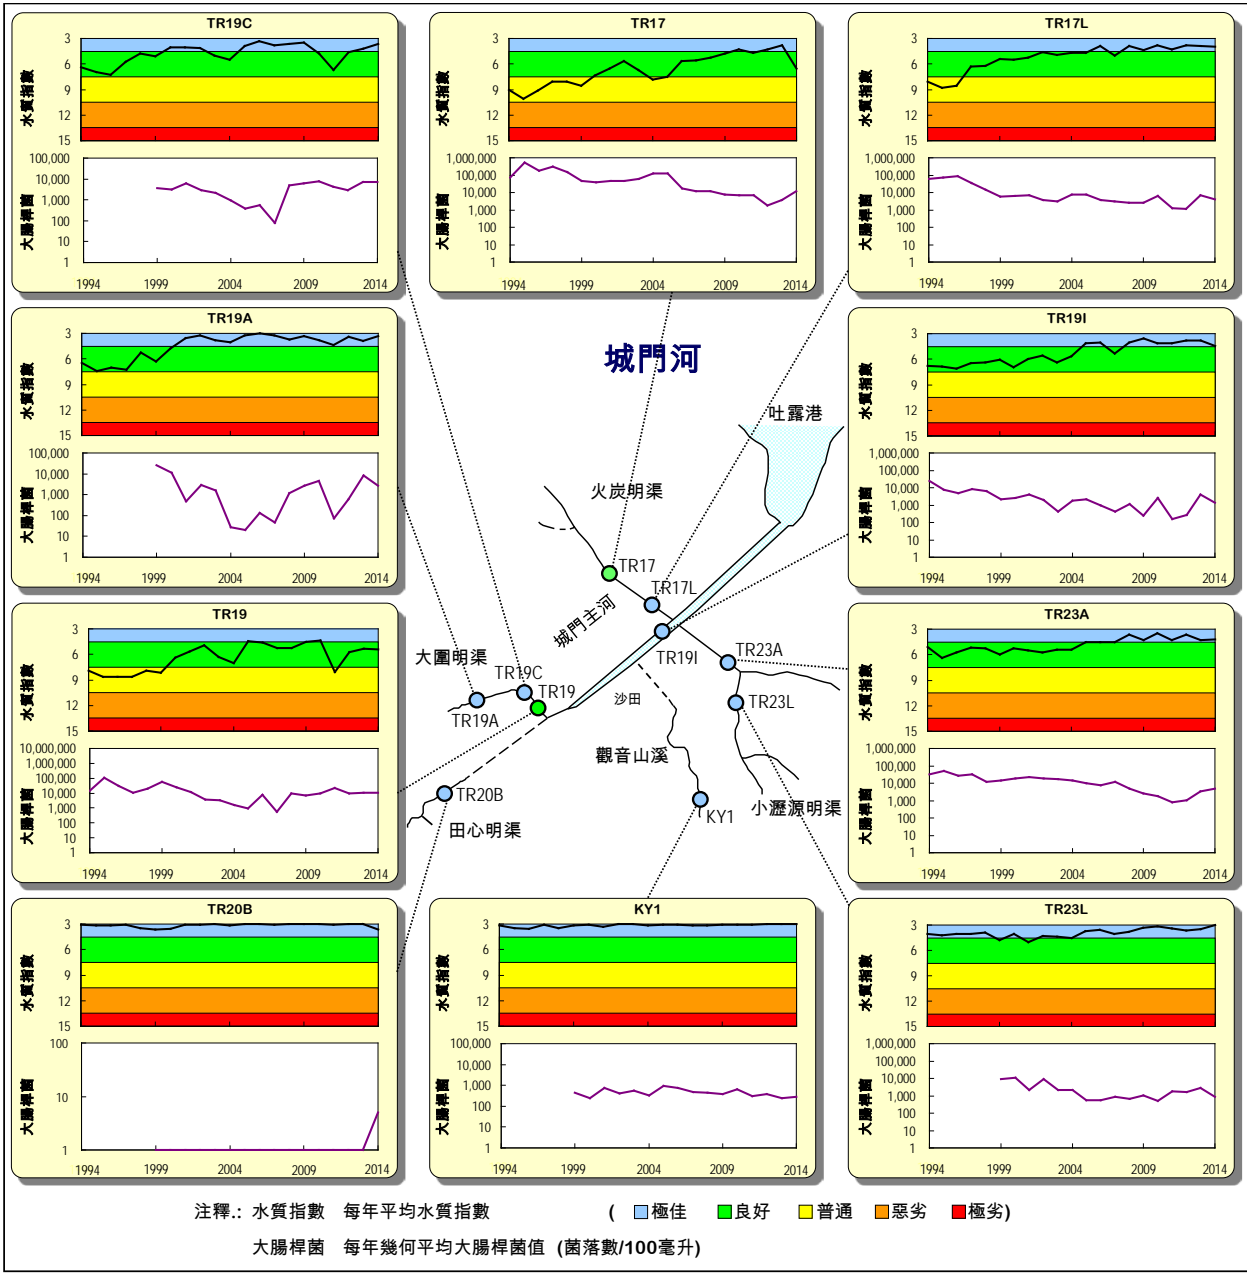 TR19C
3
6
9
12
15
水質指數
100,000
10,000
1,000
100
10
1
大腸桿菌
1994 1999 2004 2009 2014
TR17
3
6
9
12
15
水質指數
1,000,000
100,000
10,000
1,000
100
10
1
大腸桿菌
1994 1999 2004 2009 2014
TR17L
3
6
9
12
15
水質指數
1,000,000
100,000
10,000
1,000
100
10
1
大腸桿菌
1994 1999 2004 2009 2014
TR19A
3
6
9
12
15
水質指數
100,000
10,000
1,000
100
10
1
大腸桿菌
1994 1999 2004 2009 2014
城門河
吐露港
火炭明渠
TR17
TR17L
城門主河
TR19I
TR23A
大圍明渠
TR19C
TR19
TR19A
沙田
TR23L
觀音山溪
TR20B
KY1
小瀝源明渠
田心明渠
TR19I
3
6
9
12
15
水質指數
1,000,000
100,000
10,000
1,000
100
10
1
大腸桿菌
1994 1999 2004 2009 2014
TR19
3
6
9
12
15
水質指數
10,000,000
1,000,000
100,000
10,000
1,000
100
10
1
大腸桿菌
1994 1999 2004 2009 2014
TR23A
3
6
9
12
15
水質指數
1,000,000
100,000
10,000
1,000
100
10
1
大腸桿菌
1994 1999 2004 2009 2014
TR20B
3
6
9
12
15
水質指數
100
10
1
大腸桿菌
1994 1999 2004 2009 2014
KY1
3
6
9
12
15
水質指數
100,000
10,000
1,000
100
10
1
大腸桿菌
1994 1999 2004 2009 2014
TR23L
3
6
9
12
15
水質指數
1,000,000
100,000
10,000
1,000
100
10
1
大腸桿菌
1994 1999 2004 2009 2014
注釋.: 水質指數 每年平均水質指數 ( 極佳 良好 普通 惡劣 極劣)
大腸桿菌 每年幾何平均大腸桿菌值 (菌落數/100毫升)